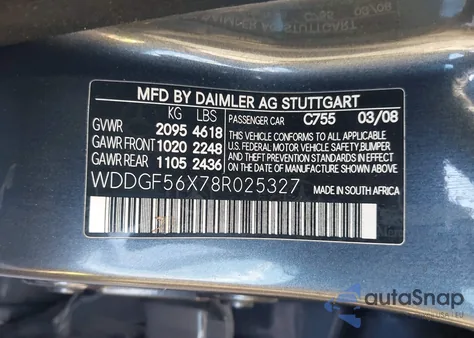 MFD BY DAIMLER AG STUTTGART
KG LBS PASSENGER CAR C755 03/08
GVWR 2095 4618
GAWR FRONT 1020 2248
GAWR REAR 1105 2436
THIS VEHICLE CONFORMS TO ALL APPLICABLE
U.S. FEDERAL MOTOR VEHICLE SAFETY,BUMPER
AND THEFT PREVENTION STANDARDS IN EFFECT
ON THE DATE OF MANUFACTURE SHOWN ABOVE.
WDDGF56X78R025327 MADE IN SOUTH AFRICA
autoSnap